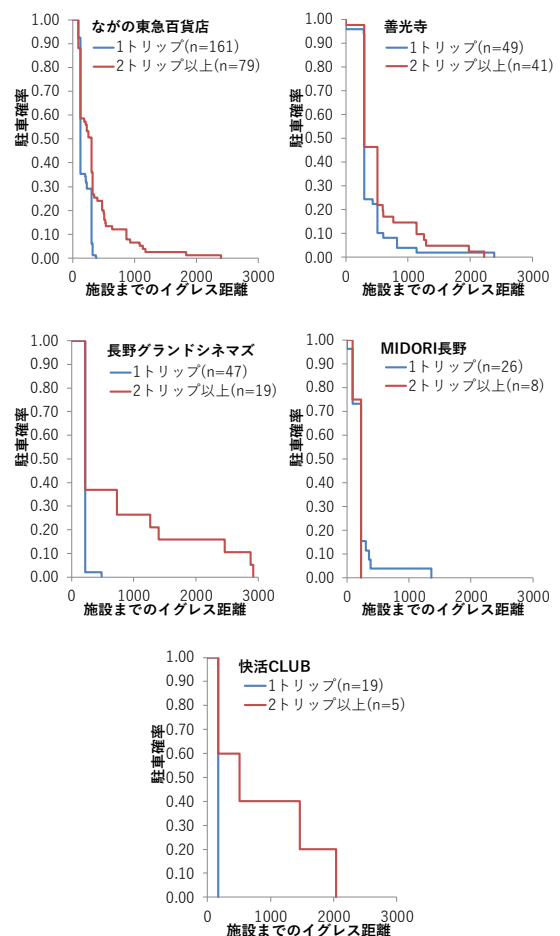 ながの東急百貨店
1トリップ(n=161)
2トリップ以上(n=79)
駐車確率
1.00
0.90
0.80
0.70
0.60
0.50
0.40
0.30
0.20
0.10
0.00
0 1000 2000 3000
施設までのイグレス距離
善光寺
1トリップ(n=49)
2トリップ以上(n=41)
駐車確率
1.00
0.90
0.80
0.70
0.60
0.50
0.40
0.30
0.20
0.10
0.00
0 1000 2000 3000
施設までのイグレス距離
長野グランドシネマズ
1トリップ(n=47)
2トリップ以上(n=19)
駐車確率
1.00
0.90
0.80
0.70
0.60
0.50
0.40
0.30
0.20
0.10
0.00
0 1000 2000 3000
施設までのイグレス距離
MIDORI長野
1トリップ(n=26)
2トリップ以上(n=8)
駐車確率
1.00
0.90
0.80
0.70
0.60
0.50
0.40
0.30
0.20
0.10
0.00
0 1000 2000 3000
施設までのイグレス距離
快活CLUB
1トリップ(n=19)
2トリップ以上(n=5)
駐車確率
1.00
0.90
0.80
0.70
0.60
0.50
0.40
0.30
0.20
0.10
0.00
0 1000 2000 3000
施設までのイグレス距離